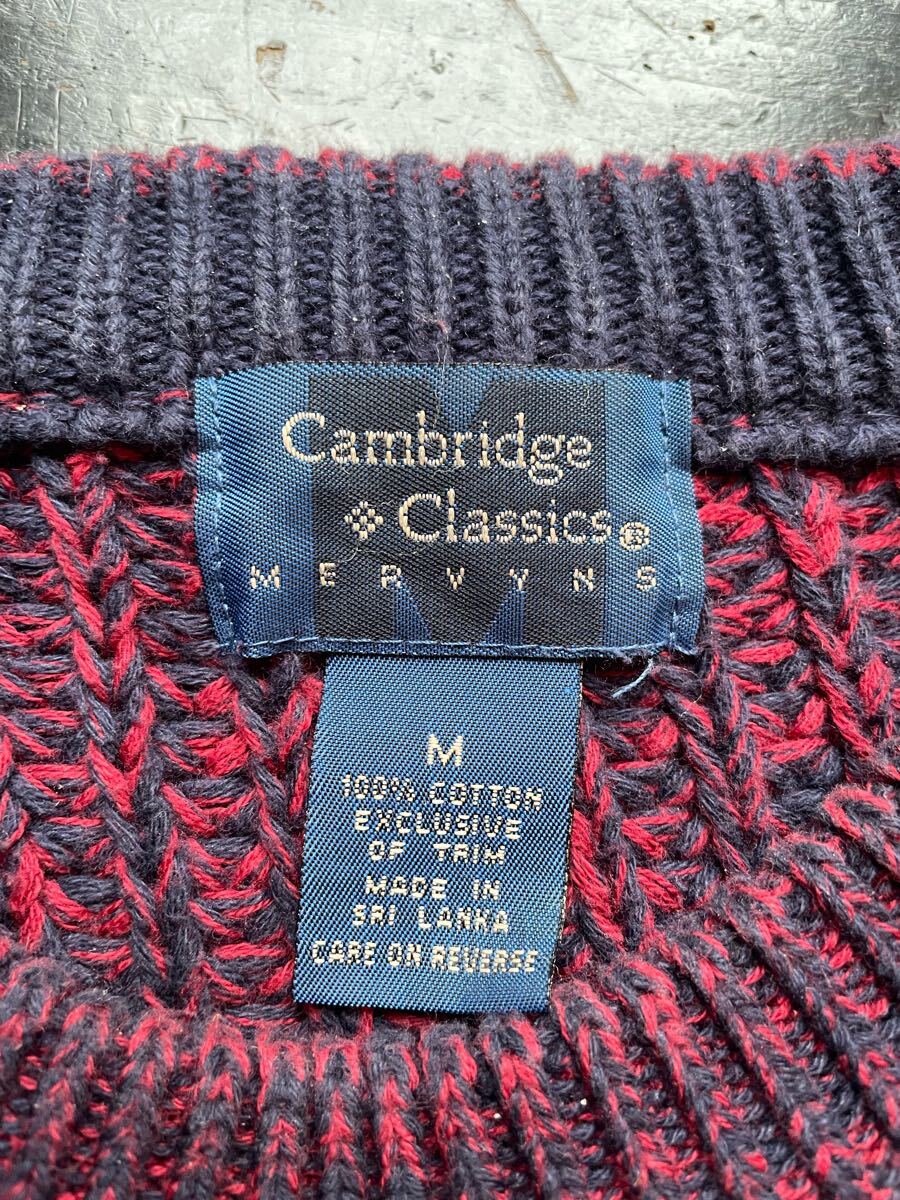 Cambridge
Classics®
MERVYNS
M
100% COTTON
EXCLUSIVE
OF TRIM
MADE IN
SRI LANKA
CARE ON REVERSE